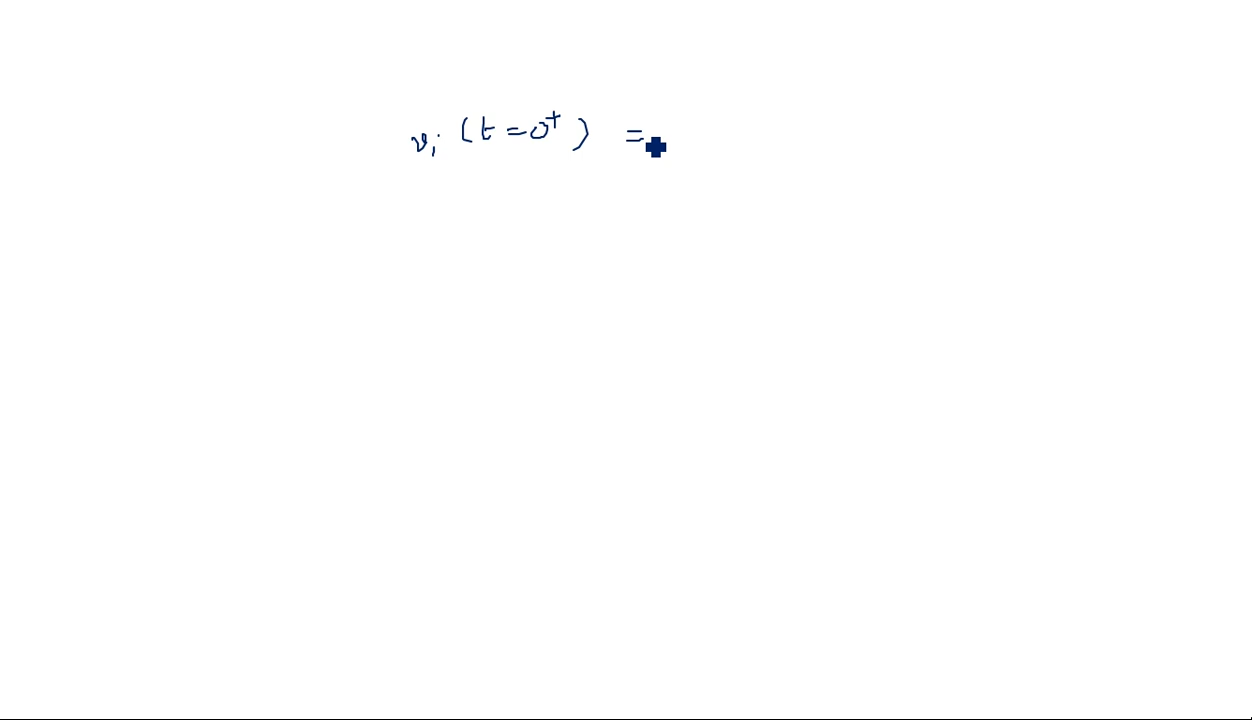 vᵢ (t = 0⁺) =